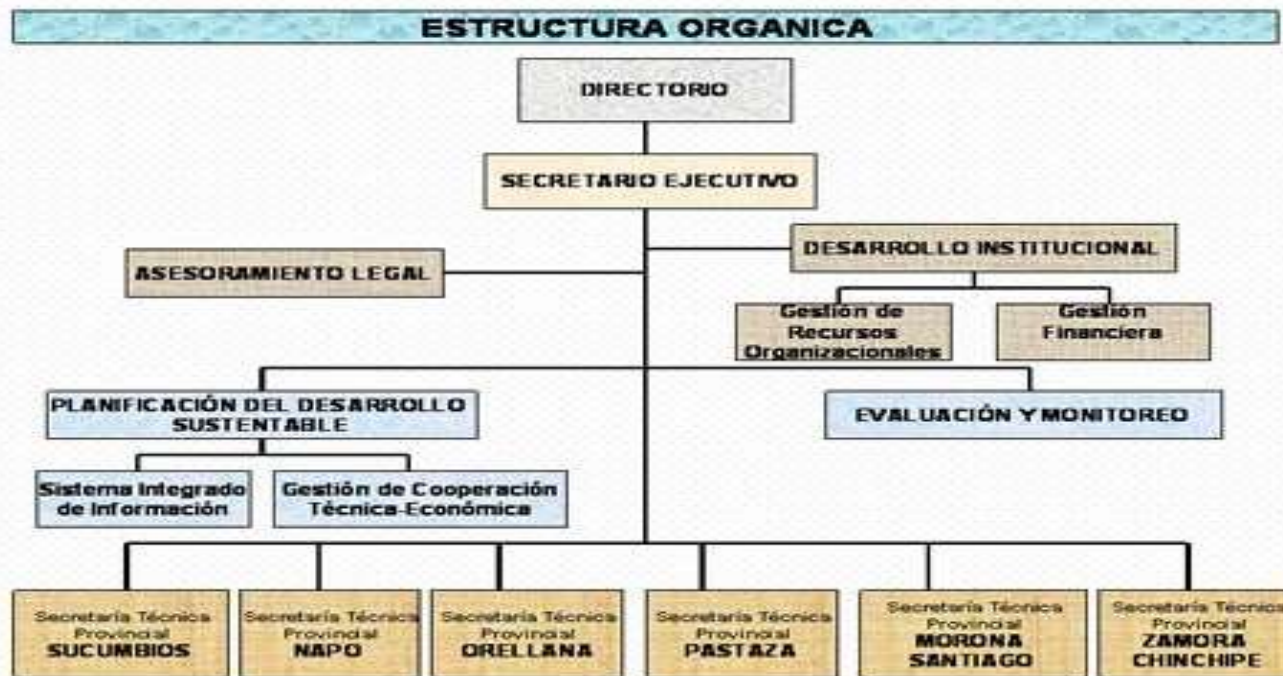 ESTRUCTURA ORGANICA
DIRECTORIO
SECRETARIO EJECUTIVO
DESARROLLO INSTITUCIONAL
ASESORAMIENTO LEGAL
Gestión de
Recursos
Organizacionales
Gestión
Financiera
PLANIFICACIÓN DEL DESARROLLO
SUSTENTABLE
EVALUACIÓN Y MONITOREO
Sistema Integrado
de Información
Gestión de Cooperación
Técnica-Económica
Secretaría Técnica
Provincial
SUCUMBIOS
Secretaría Técnica
Provincial
NAPO
Secretaría Técnica
Provincial
ORELLANA
Secretaría Técnica
Provincial
PASTAZA
Secretaría Técnica
Provincial
MORONA
SANTIAGO
Secretaría Técnica
Provincial
ZAMORA
CHINCHIPE